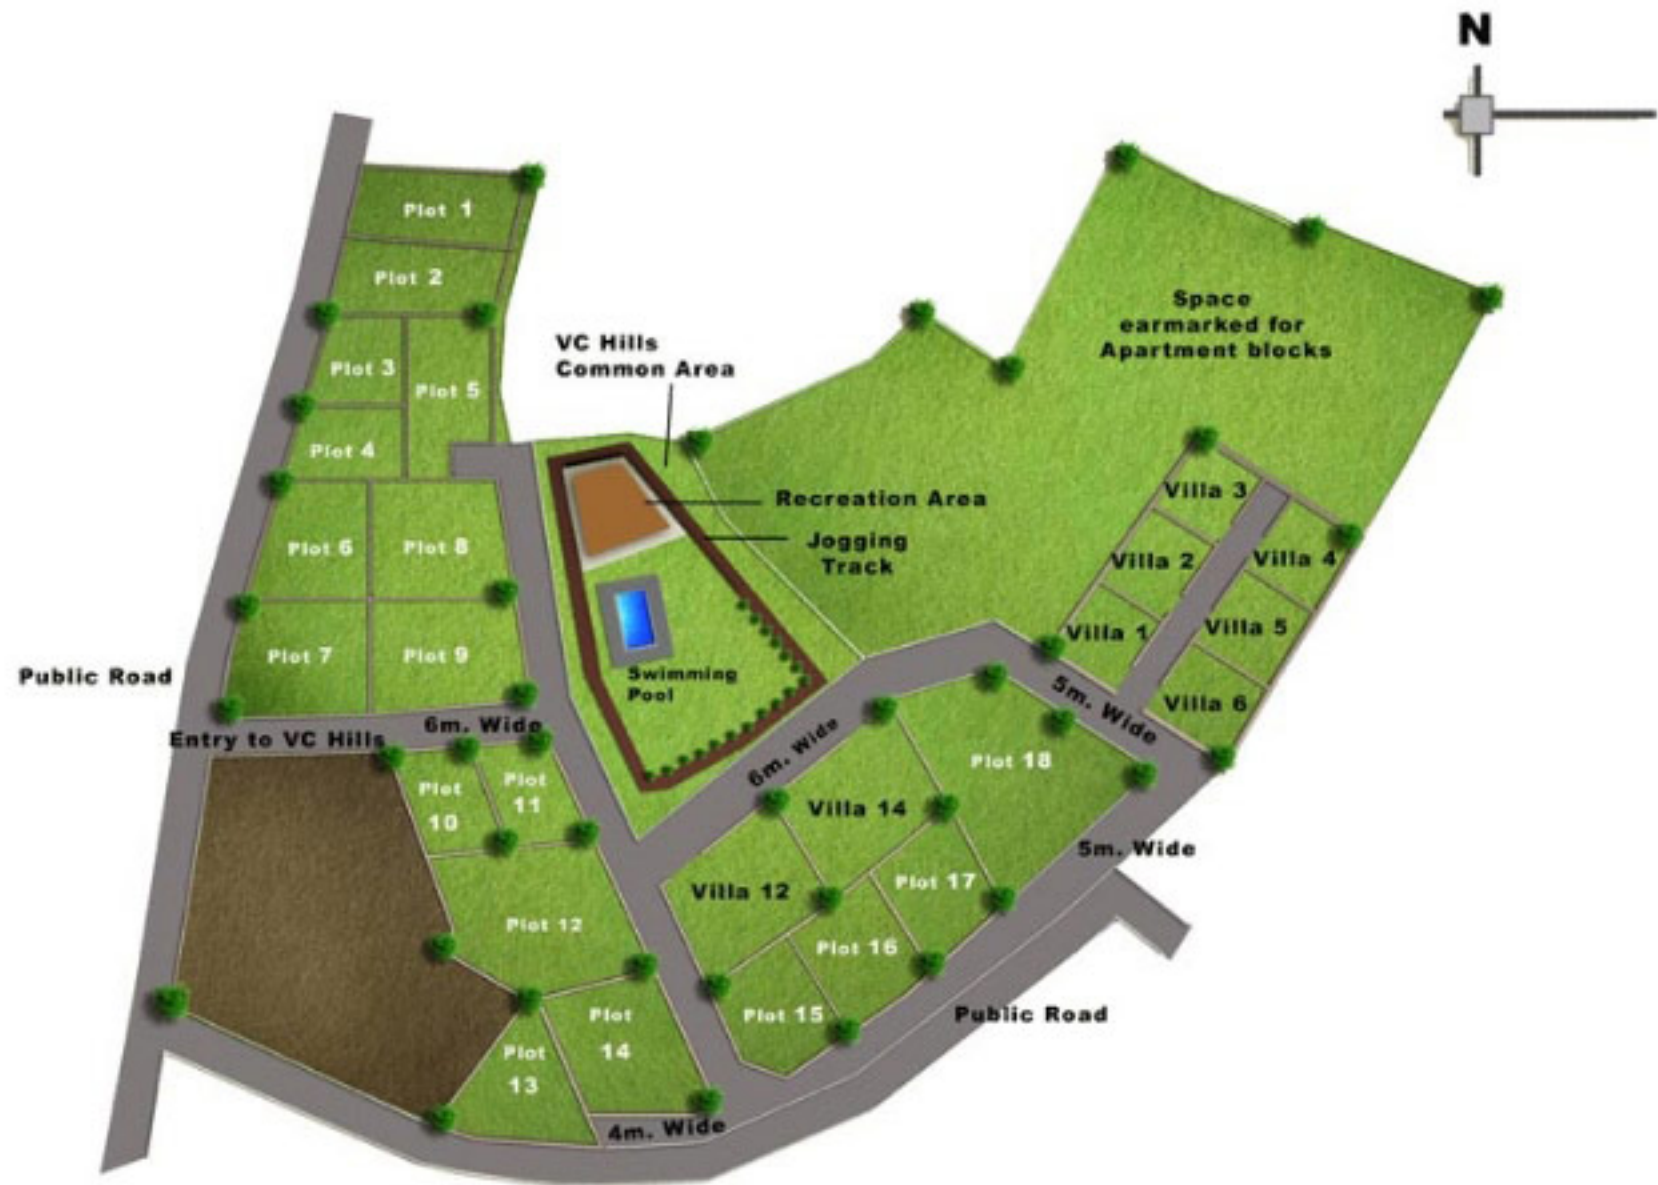 N
Plot 1
Plot 2
Space
earmarked for
Apartment blocks
VC Hills
Common Area
Plot 3
Plot 5
Plot 4
Recreation Area
Jogging
Track
Villa 3
Villa 2
Villa 4
Villa 1
Villa 5
Villa 6
Plot 6
Plot 8
Plot 7
Plot 9
Swimming
Pool
Public Road
Entry to VC Hills
6m. Wide
6m. Wide
5m. Wide
Plot 18
Plot
10
Plot
11
Villa 14
5m. Wide
Villa 12
Plot 17
Plot 12
Plot 16
Plot 15
Public Road
Plot
14
Plot
13
4m. Wide